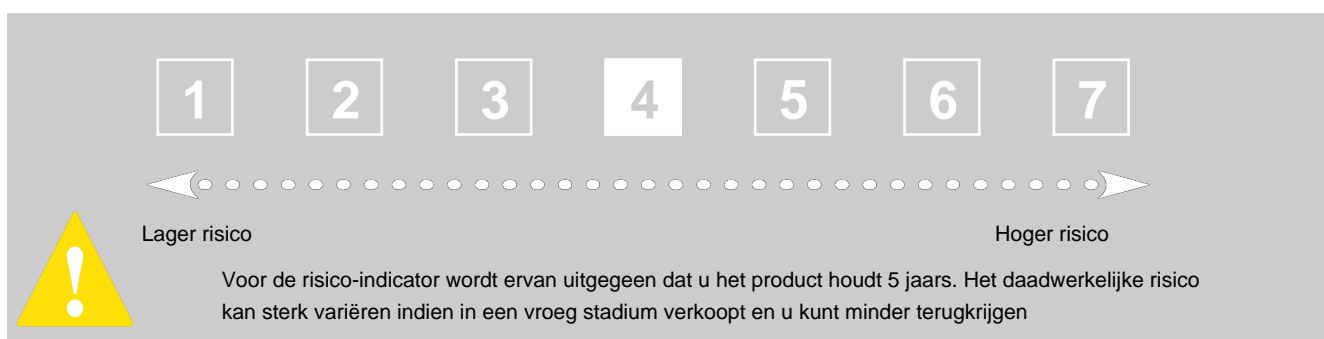 1 2 3 4 5 6 7
Lager risico Hoger risico
Voor de risico-indicator wordt ervan uitgegeen dat u het product houdt 5 jaars. Het daadwerkelijke risico
kan sterk variëren indien in een vroeg stadium verkoopt en u kunt minder terugkrijgen